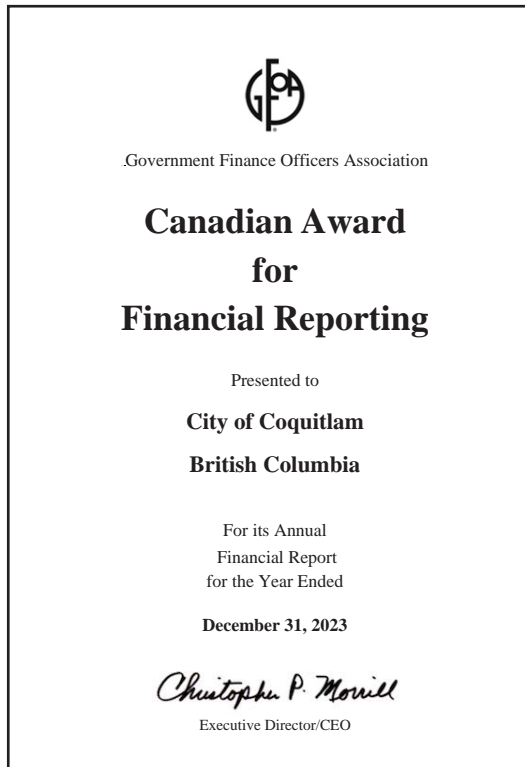 GFOA
Government Finance Officers Association
Canadian Award
for
Financial Reporting
Presented to
City of Coquitlam
British Columbia
For its Annual
Financial Report
for the Year Ended
December 31, 2023
Christopher P. Morrill
Executive Director/CEO